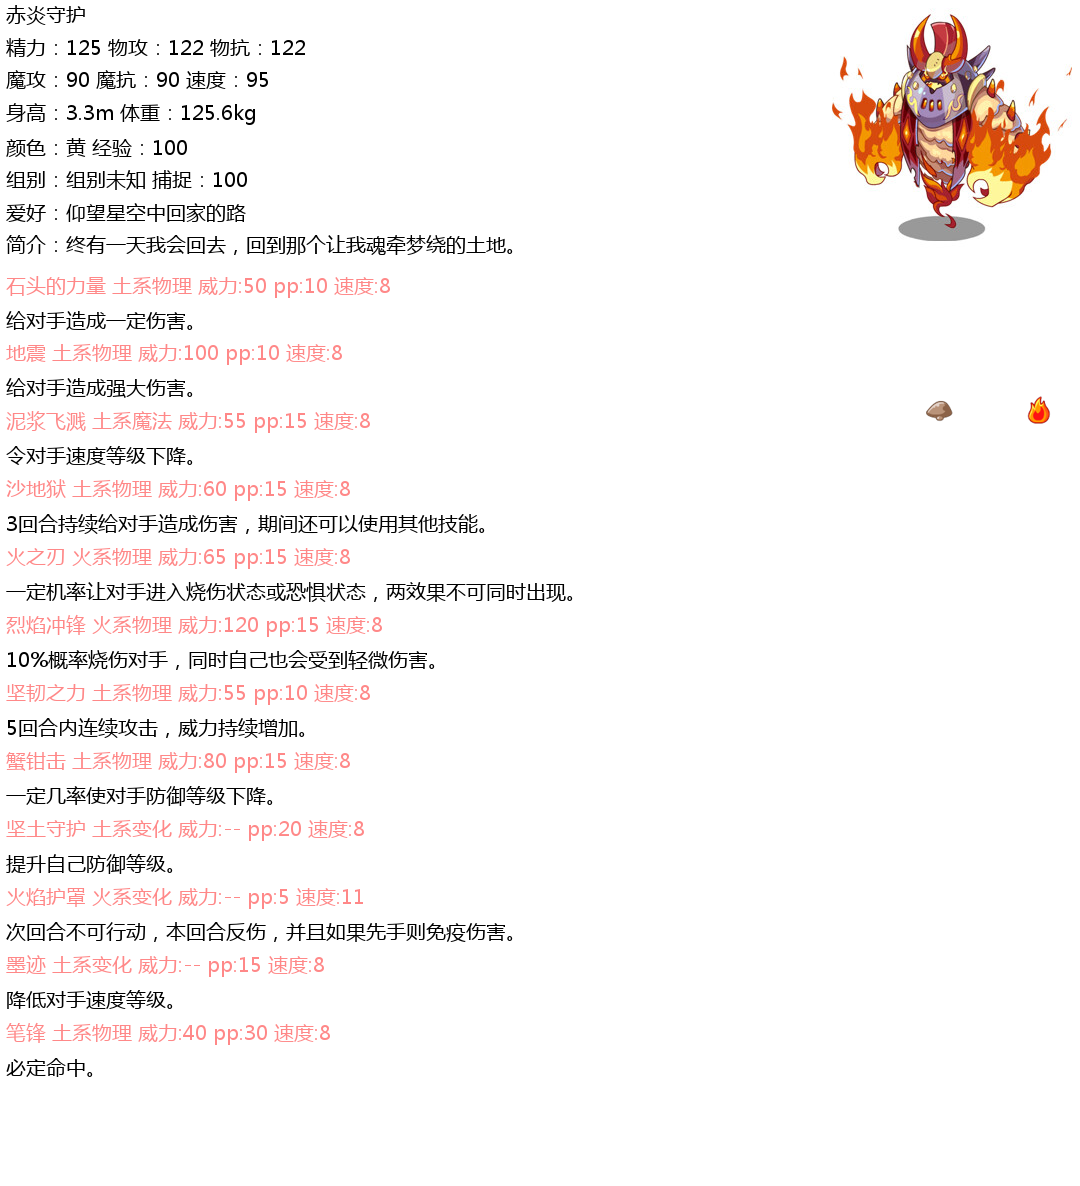 赤炎守护
精力：125 物攻：122 物抗：122
魔攻：90 魔抗：90 速度：95
身高：3.3m 体重：125.6kg
颜色：黄 经验：100
组别：组别未知 捕捉：100
爱好：仰望星空中回家的路
简介：终有一天我会回去，回到那个让我魂牵梦绕的土地。
石头的力量 土系物理 威力:50 pp:10 速度:8
给对手造成一定伤害。
地震 土系物理 威力:100 pp:10 速度:8
给对手造成强大伤害。
泥浆飞溅 土系魔法 威力:55 pp:15 速度:8
令对手速度等级下降。
沙地狱 土系物理 威力:60 pp:15 速度:8
3回合持续给对手造成伤害，期间还可以使用其他技能。
火之刃 火系物理 威力:65 pp:15 速度:8
一定机率让对手进入烧伤状态或恐惧状态，两效果不可同时出现。
烈焰冲锋 火系物理 威力:120 pp:15 速度:8
10%概率烧伤对手，同时自己也会受到轻微伤害。
坚韧之力 土系物理 威力:55 pp:10 速度:8
5回合内连续攻击，威力持续增加。
蟹钳击 土系物理 威力:80 pp:15 速度:8
一定几率使对手防御等级下降。
坚土守护 土系变化 威力:-- pp:20 速度:8
提升自己防御等级。
火焰护罩 火系变化 威力:-- pp:5 速度:11
次回合不可行动，本回合反伤，并且如果先手则免疫伤害。
墨迹 土系变化 威力:-- pp:15 速度:8
降低对手速度等级。
笔锋 土系物理 威力:40 pp:30 速度:8
必定命中。